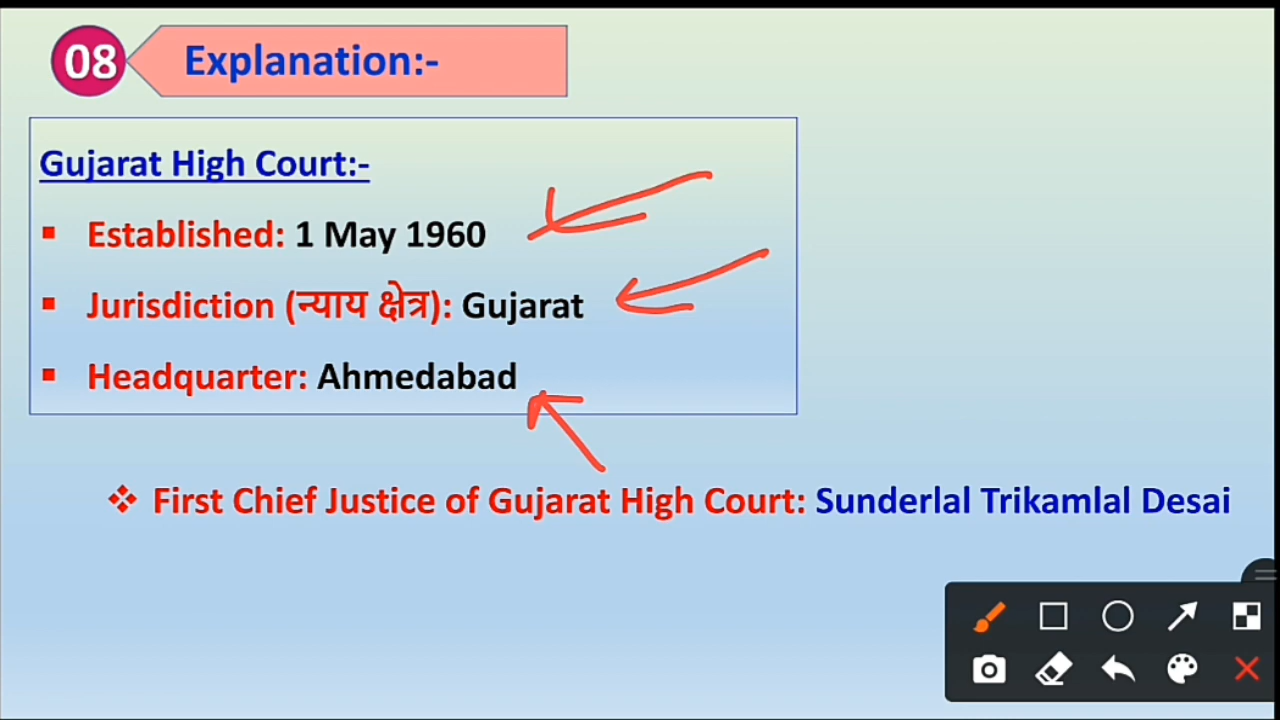 08 Explanation:-
Gujarat High Court:-
▪ Established: 1 May 1960
▪ Jurisdiction (न्याय क्षेत्र): Gujarat
▪ Headquarter: Ahmedabad
❖ First Chief Justice of Gujarat High Court: Sunderlal Trikamlal Desai